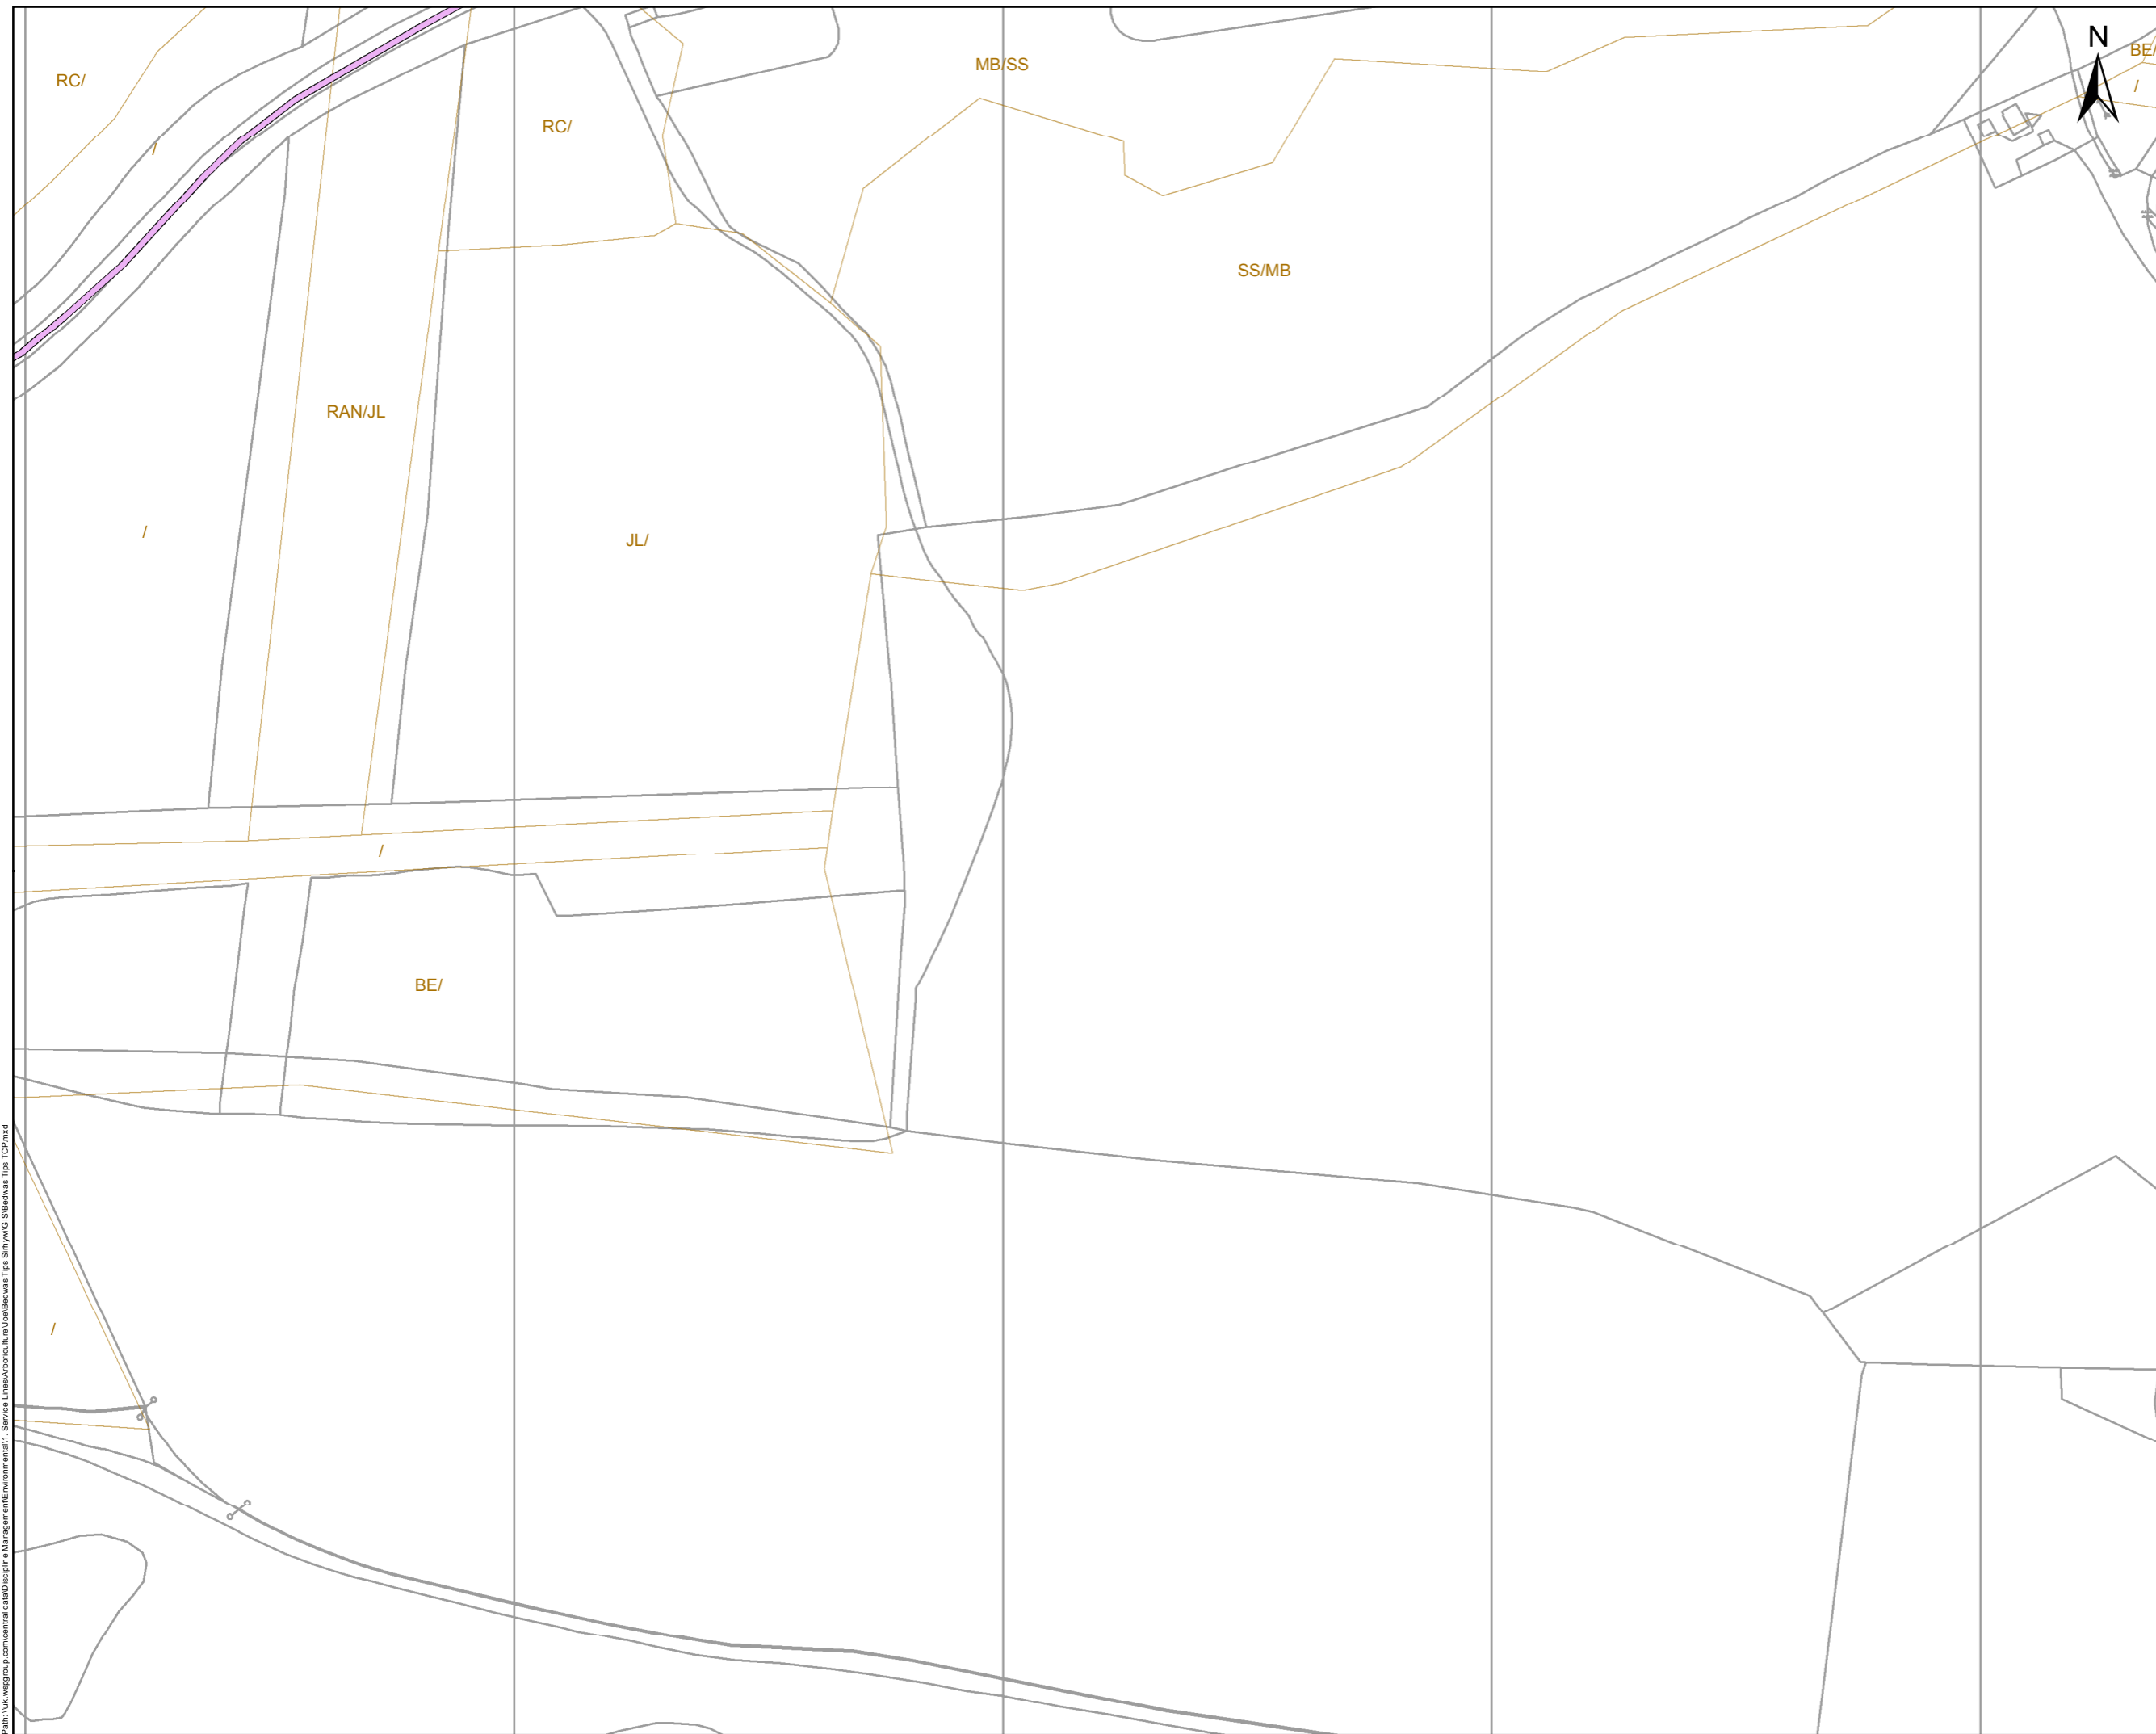 N
BE/
MB/SS
RC/
/
RC/
/
SS/MB
RAN/JL
/
JL/
/
BE/
/
Path: \\uk.wspgroup.com\central data\Discipline Management\Environmental\1. Service Lines\Arboriculture\Joe\Bedwas Tips Sirhywi\GIS\Bedwas Tips TCP.mxd